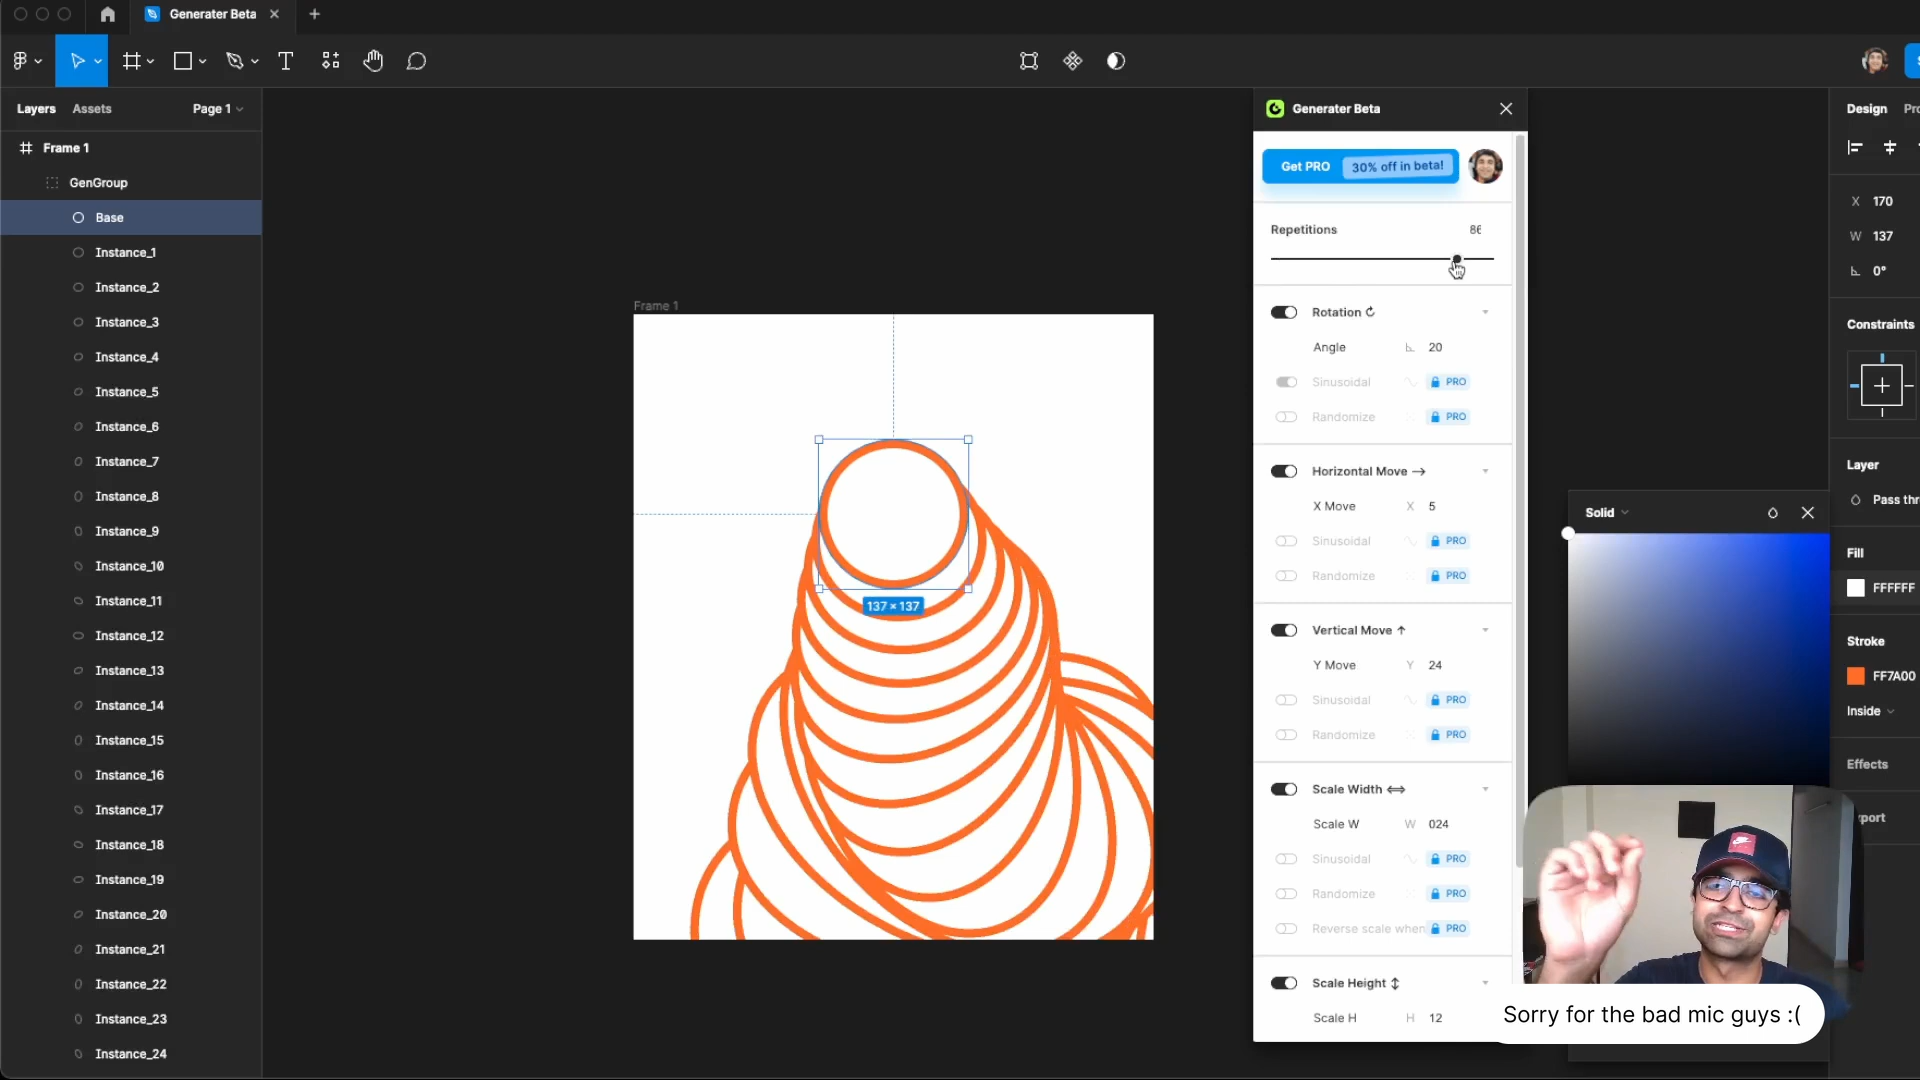 Generater Beta
Layers
Assets
Page 1
Frame 1
GenGroup
Base
Instance_1
Instance_2
Instance_3
Instance_4
Instance_5
Instance_6
Instance_7
Instance_8
Instance_9
Instance_10
Instance_11
Instance_12
Instance_13
Instance_14
Instance_15
Instance_16
Instance_17
Instance_18
Instance_19
Instance_20
Instance_21
Instance_22
Instance_23
Instance_24
Frame 1
137 × 137
Generater Beta
Get PRO 30% off in beta!
Repetitions 86
Rotation
Angle 20
Sinusoidal PRO
Randomize PRO
Horizontal Move →
X Move X 5
Sinusoidal PRO
Randomize PRO
Vertical Move ↑
Y Move Y 24
Sinusoidal PRO
Randomize PRO
Scale Width ⟺
Scale W W 024
Sinusoidal PRO
Randomize PRO
Reverse scale when PRO
Scale Height ↕
Scale H H 12
Solid
Design Pro
X 170
W 137
0°
Constraints
Layer
Pass thr
Fill
FFFFFF
Stroke
FF7A00
Inside
Effects
port
Sorry for the bad mic guys :(